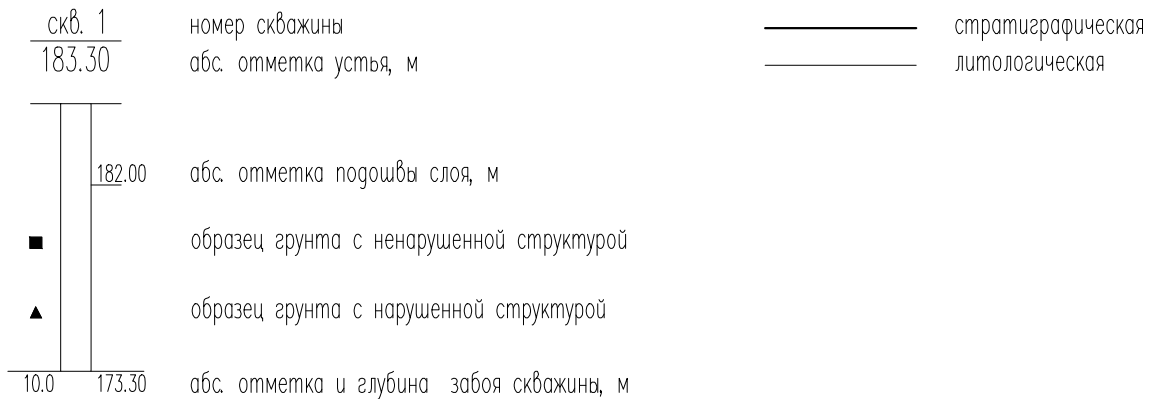 скв. 1 номер скважины
183.30 абс. отметка устья, м
182.00 абс. отметка подошвы слоя, м
образец грунта с ненарушенной структурой
образец грунта с нарушенной структурой
10.0 173.30 абс. отметка и глубина забоя скважины, м
стратиграфическая
литологическая